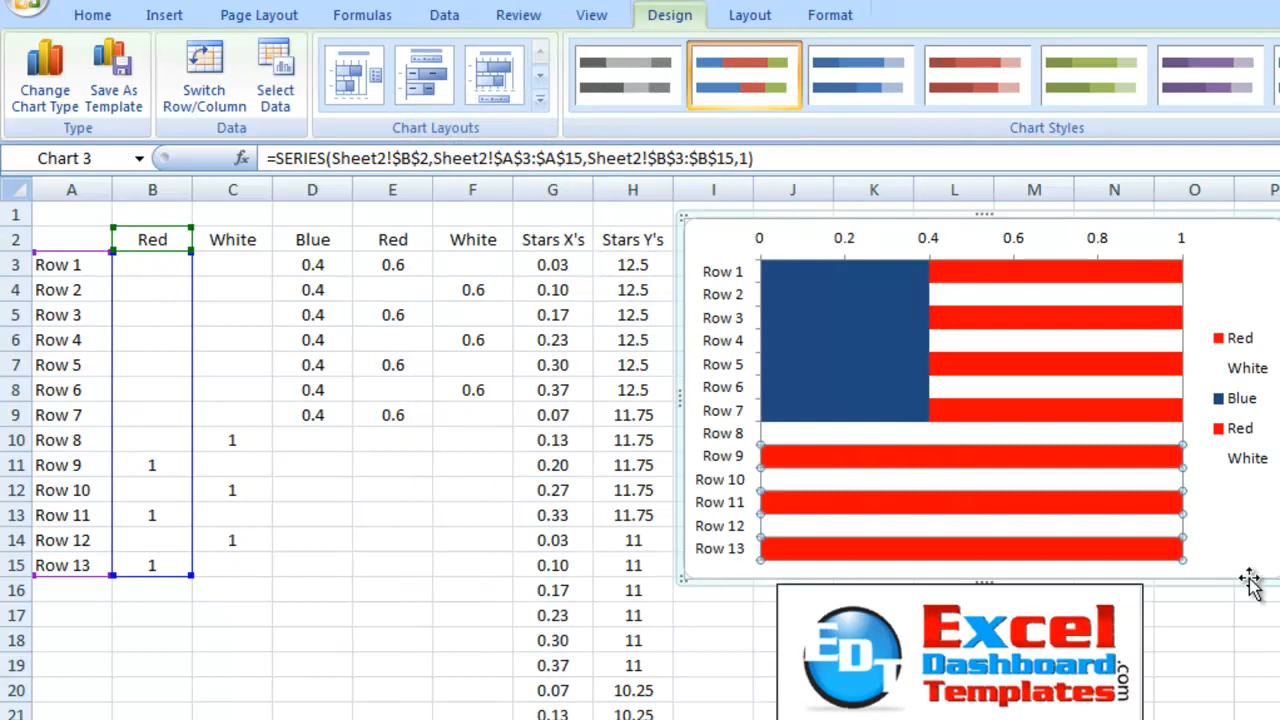 Home Insert Page Layout Formulas Data Review View Design Layout Format
Change Chart Type
Save As Template
Switch Row/Column
Select Data
Type Data Chart Layouts Chart Styles
Chart 3 fx =SERIES(Sheet2!$B$2,Sheet2!$A$3:$A$15,Sheet2!$B$3:$B$15,1)
A B C D E F G H I J K L M N O P
1
2 Red White Blue Red White Stars X's Stars Y's
3 Row 1 0.4 0.6 0.03 12.5
4 Row 2 0.4 0.6 0.10 12.5
5 Row 3 0.4 0.6 0.17 12.5
6 Row 4 0.4 0.6 0.23 12.5
7 Row 5 0.4 0.6 0.30 12.5
8 Row 6 0.4 0.6 0.37 12.5
9 Row 7 0.4 0.6 0.07 11.75
10 Row 8 1 0.13 11.75
11 Row 9 1 0.20 11.75
12 Row 10 1 0.27 11.75
13 Row 11 1 0.33 11.75
14 Row 12 1 0.03 11
15 Row 13 1 0.10 11
16 0.17 11
17 0.23 11
18 0.30 11
19 0.37 11
20 0.07 10.25
21 0.13 10.25
0 0.2 0.4 0.6 0.8 1
Row 1
Row 2
Row 3
Row 4
Row 5
Row 6
Row 7
Row 8
Row 9
Row 10
Row 11
Row 12
Row 13
Red
White
Blue
Red
White
EDT
Excel
Dashboard
Templates
.com